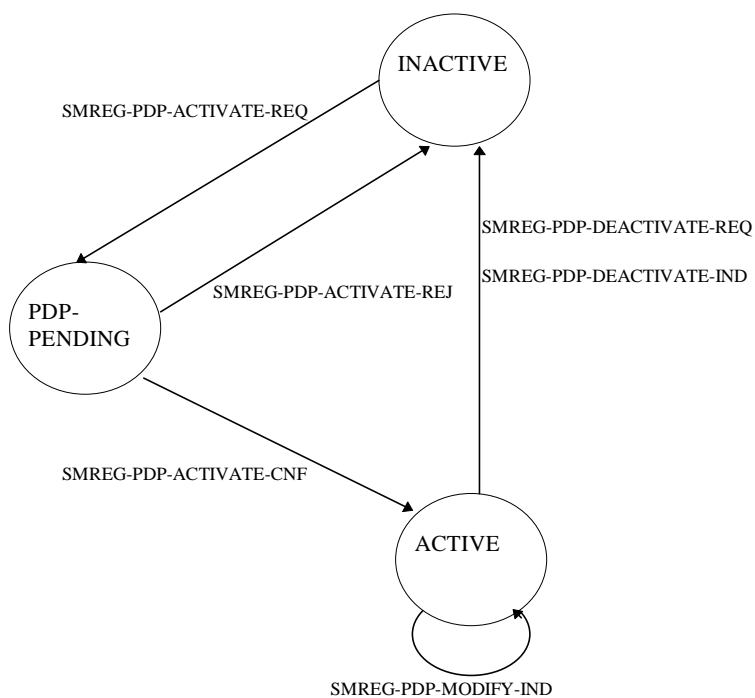 INACTIVE
SMREG-PDP-ACTIVATE-REQ
SMREG-PDP-DEACTIVATE-REQ
SMREG-PDP-DEACTIVATE-IND
SMREG-PDP-ACTIVATE-REJ
PDP-
PENDING
SMREG-PDP-ACTIVATE-CNF
ACTIVE
SMREG-PDP-MODIFY-IND